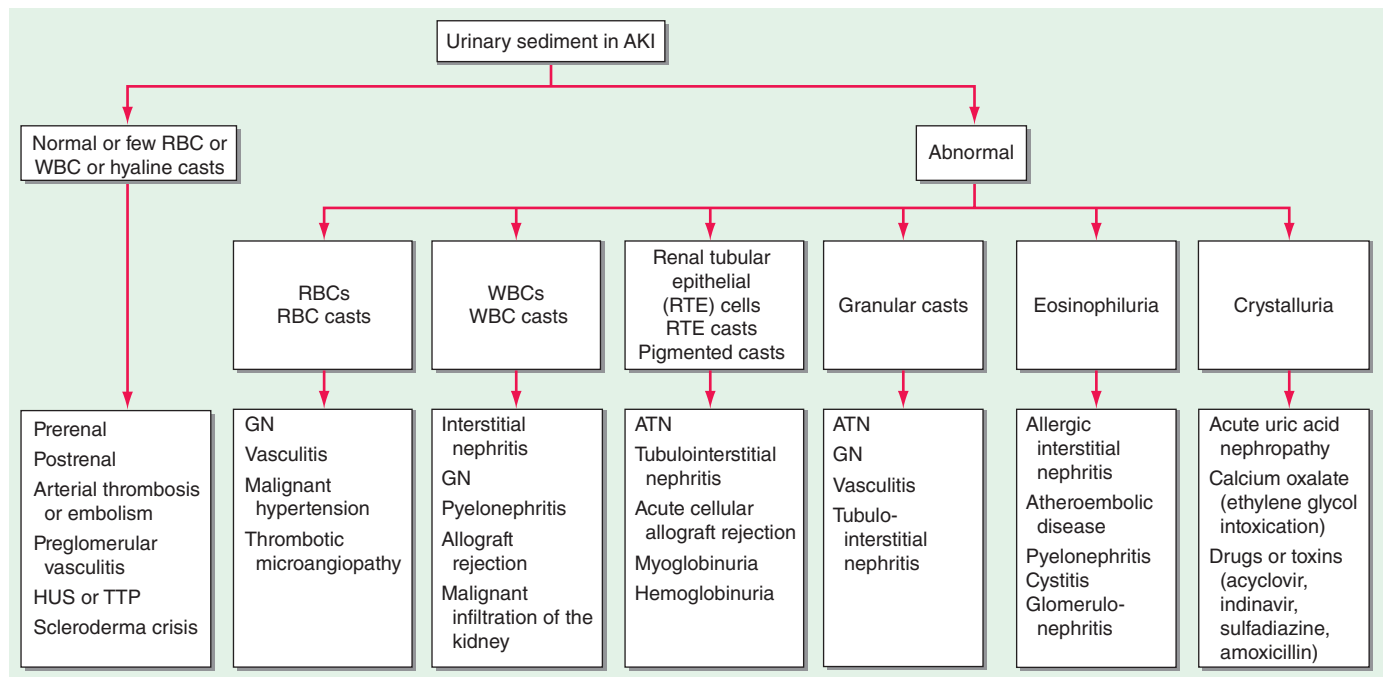 Urinary sediment in AKI
Normal or few RBC or
WBC or hyaline casts
Abnormal
RBCs
RBC casts
WBCs
WBC casts
Renal tubular
epithelial
(RTE) cells
RTE casts
Pigmented casts
Granular casts
Eosinophiluria
Crystalluria
Prerenal
Postrenal
Arterial thrombosis
or embolism
Preglomerular
vasculitis
HUS or TTP
Scleroderma crisis
GN
Vasculitis
Malignant
hypertension
Thrombotic
microangiopathy
Interstitial
nephritis
GN
Pyelonephritis
Allograft
rejection
Malignant
infiltration of the
kidney
ATN
Tubulointerstitial
nephritis
Acute cellular
allograft rejection
Myoglobinuria
Hemoglobinuria
ATN
GN
Vasculitis
Tubulo-
interstitial
nephritis
Allergic
interstitial
nephritis
Atheroembolic
disease
Pyelonephritis
Cystitis
Glomerulo-
nephritis
Acute uric acid
nephropathy
Calcium oxalate
(ethylene glycol
intoxication)
Drugs or toxins
(acyclovir,
indinavir,
sulfadiazine,
amoxicillin)